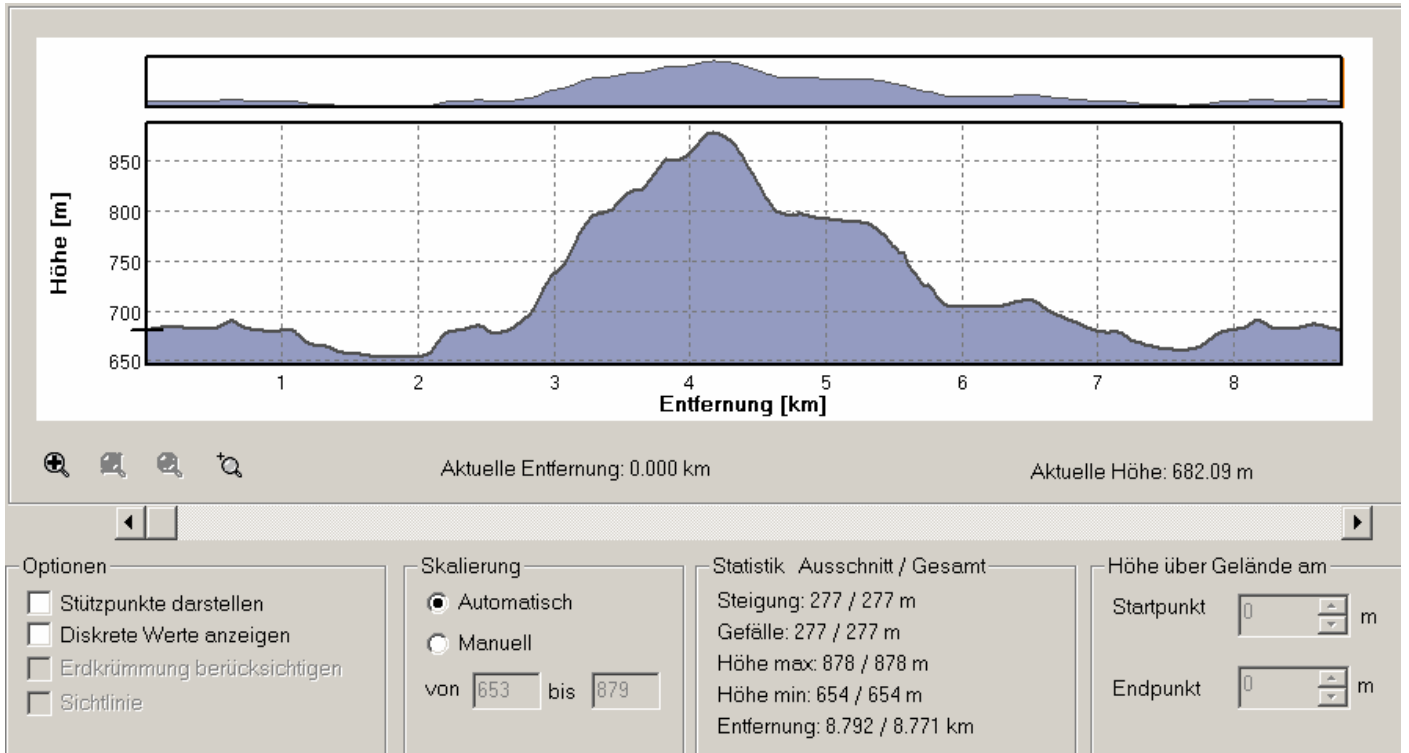 850
800
750
700
650
Höhe [m]
1 2 3 4 5 6 7 8
Entfernung [km]
Aktuelle Entfernung: 0.000 km
Aktuelle Höhe: 682.09 m
Optionen
Stützpunkte darstellen
Diskrete Werte anzeigen
Erdkrümmung berücksichtigen
Sichtlinie
Skalierung
Automatisch
Manuell
von 653 bis 879
Statistik Ausschnitt / Gesamt
Steigung: 277 / 277 m
Gefälle: 277 / 277 m
Höhe max: 878 / 878 m
Höhe min: 654 / 654 m
Entfernung: 8.792 / 8.771 km
Höhe über Gelände am
Startpunkt 0 m
Endpunkt 0 m